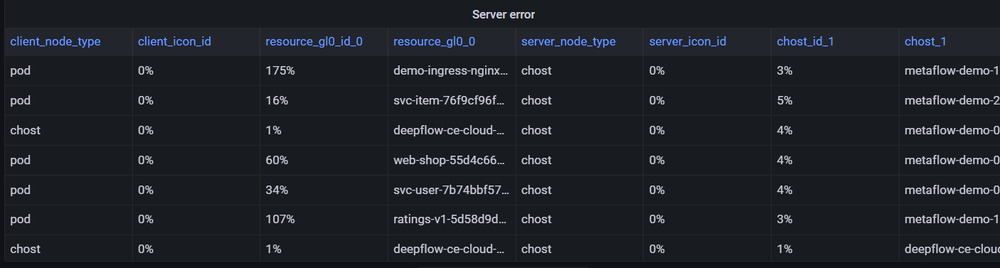 Server error
client_node_type client_icon_id resource_gl0_id_0 resource_gl0_0 server_node_type server_icon_id chost_id_1 chost_1
pod 0% 175% demo-ingress-nginx... chost 0% 3% metaflow-demo-1
pod 0% 16% svc-item-76f9cf96f... chost 0% 5% metaflow-demo-2
chost 0% 1% deepflow-ce-cloud-... chost 0% 4% metaflow-demo-0
pod 0% 60% web-shop-55d4c66... chost 0% 4% metaflow-demo-0
pod 0% 34% svc-user-7b74bbf57... chost 0% 4% metaflow-demo-0
pod 0% 107% ratings-v1-5d58d9d... chost 0% 3% metaflow-demo-1
chost 0% 1% deepflow-ce-cloud-... chost 0% 1% deepflow-ce-cloud